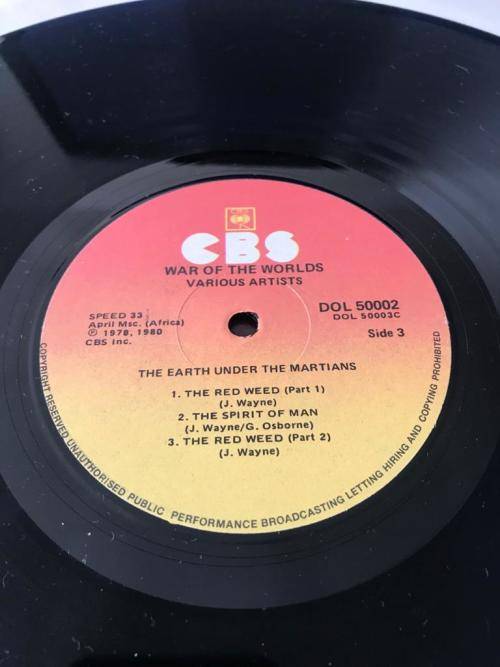 CBS
WAR OF THE WORLDS
VARIOUS ARTISTS
SPEED 33
April Msc. (Africa)
℗ 1978, 1980
CBS Inc.
DOL 50002
DOL 50003C
Side 3
THE EARTH UNDER THE MARTIANS
1. THE RED WEED (Part 1)
(J. Wayne)
2. THE SPIRIT OF MAN
(J. Wayne/G. Osborne)
3. THE RED WEED (Part 2)
(J. Wayne)
COPYRIGHT RESERVED UNAUTHORISED PUBLIC PERFORMANCE BROADCASTING LETTING HIRING AND COPYING PROHIBITED